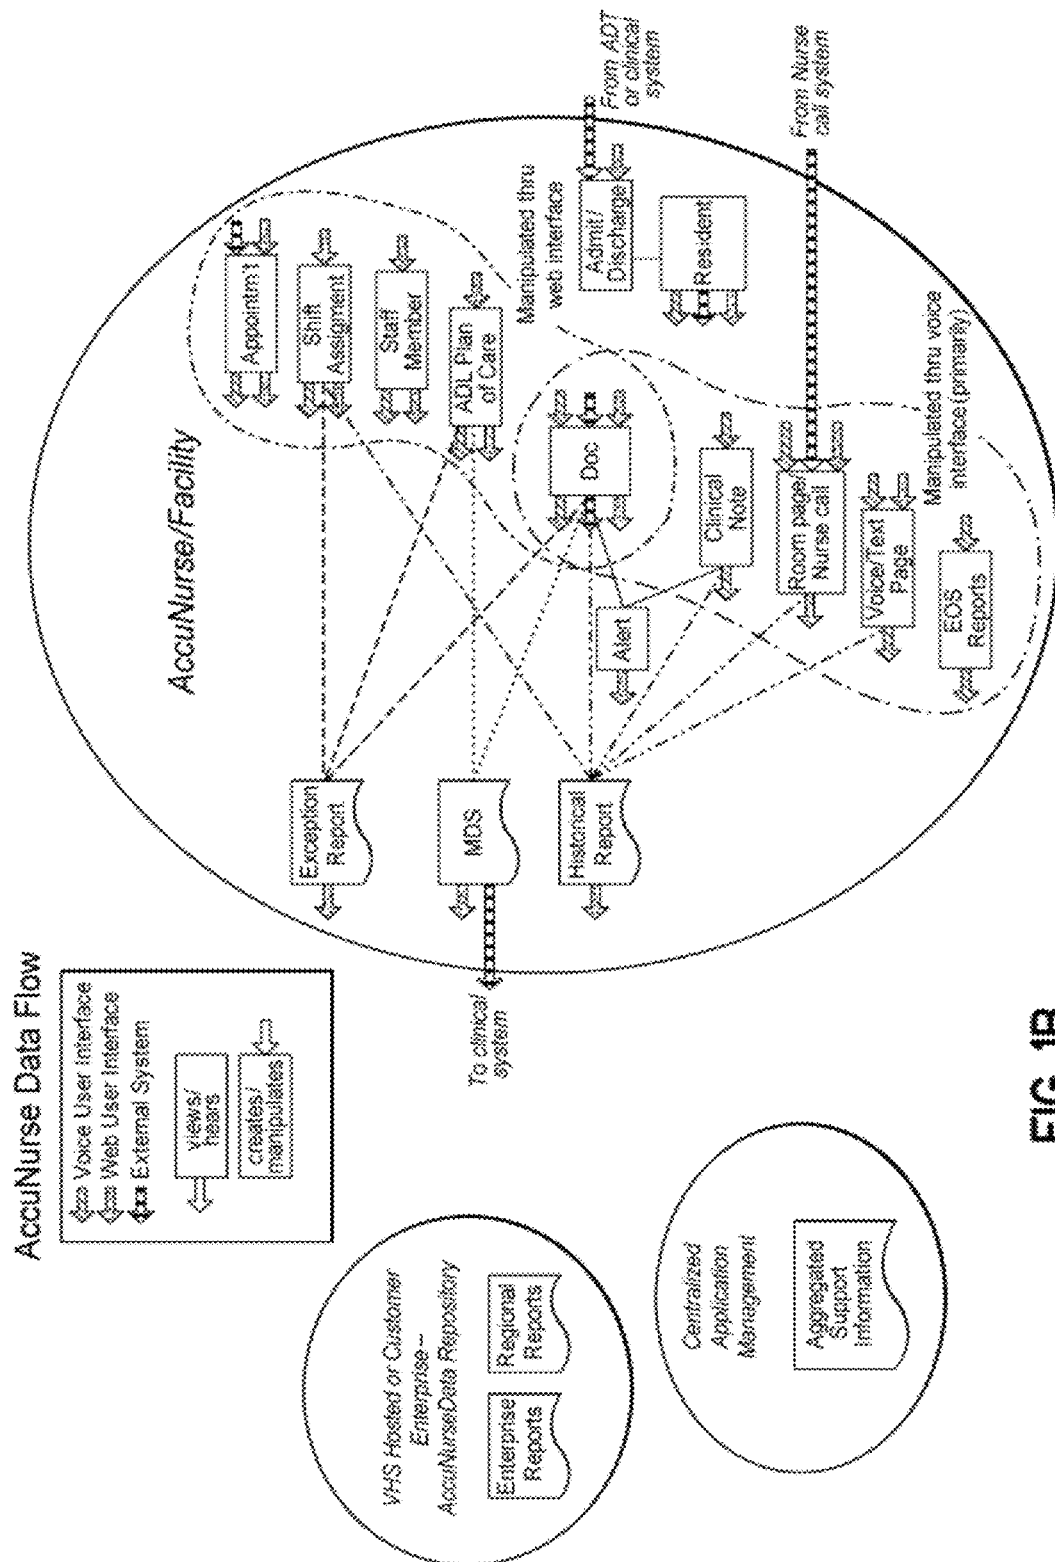 AccuNurse Data Flow
Voice User Interface
Web User Interface
External System
views/
hears
creates/
manipulates
VHS Hosted or Customer
Enterprise--
AccuNurseData Repository
Enterprise
Reports
Regional
Reports
Centralized
Application
Management
Aggregated
Support
Information
AccuNurse/Facility
Exception
Report
MDS
Historical
Report
To clinical
system
Appointm't
Shift
Assigment
Staff
Member
ADL Plan
of Care
Manipulated thru
web interface
Doc
Alert
Clinical
Note
Room page/
Nurse call
Voice/Text
Page
EOS
Reports
Manipulated thru voice
interface (primarity)
Admit/
Discharge
Resident
From ADT
or clinical
system
From Nurse
call system
FIG. 1B